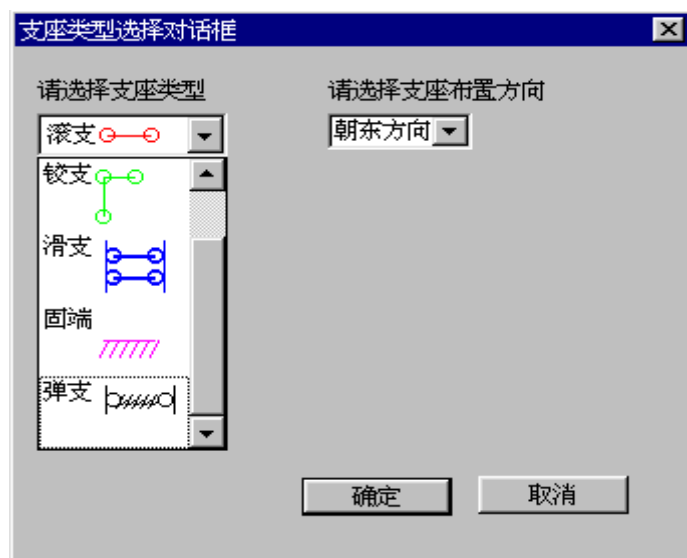 支座类型选择对话框
请选择支座类型
请选择支座布置方向
滚支
朝东方向
铰支
滑支
固端
弹支
确定
取消